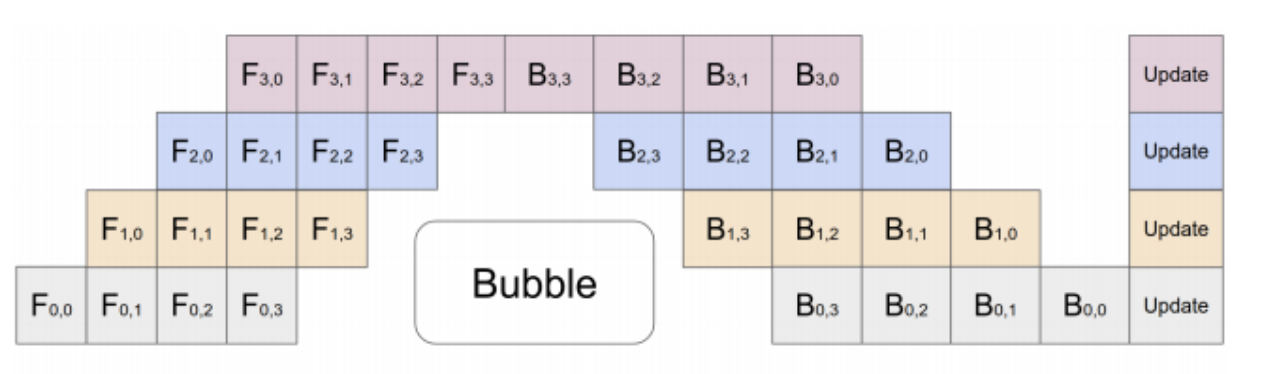 F3,0 F3,1 F3,2 F3,3 B3,3 B3,2 B3,1 B3,0 Update
F2,0 F2,1 F2,2 F2,3 B2,3 B2,2 B2,1 B2,0 Update
F1,0 F1,1 F1,2 F1,3 B1,3 B1,2 B1,1 B1,0 Update
Bubble
F0,0 F0,1 F0,2 F0,3 B0,3 B0,2 B0,1 B0,0 Update